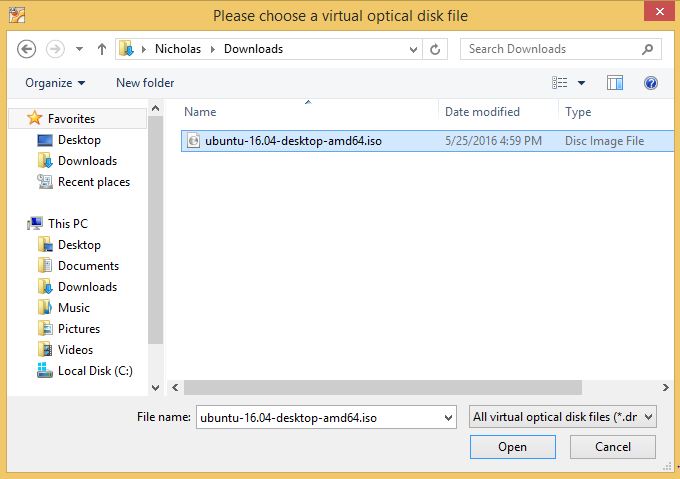 Please choose a virtual optical disk file
Nicholas Downloads Search Downloads
Organize New folder
Name Date modified Type
Favorites
Desktop
Downloads
Recent places
This PC
Desktop
Documents
Downloads
Music
Pictures
Videos
Local Disk (C:)
ubuntu-16.04-desktop-amd64.iso 5/25/2016 4:59 PM Disc Image File
File name: ubuntu-16.04-desktop-amd64.iso All virtual optical disk files (*.dr
Open Cancel